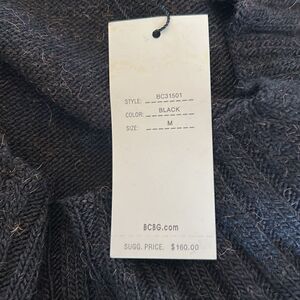 STYLE: BC31501
COLOR: BLACK
SIZE: M
BCBG.com
SUGG. PRICE. $160.00